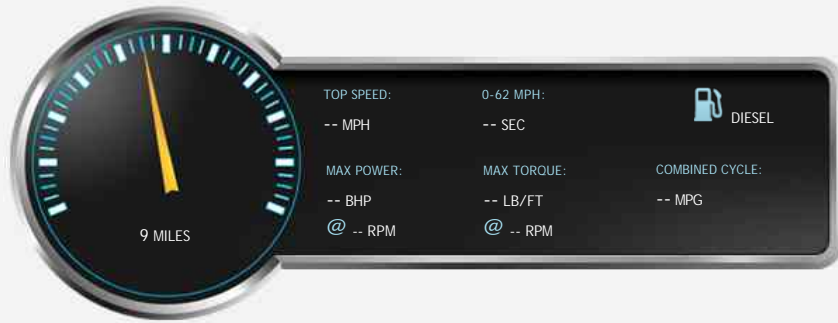 TOP SPEED:
-- MPH
0-62 MPH:
-- SEC
DIESEL
MAX POWER:
-- BHP
@ -- RPM
MAX TORQUE:
-- LB/FT
@ -- RPM
COMBINED CYCLE:
-- MPG
9 MILES